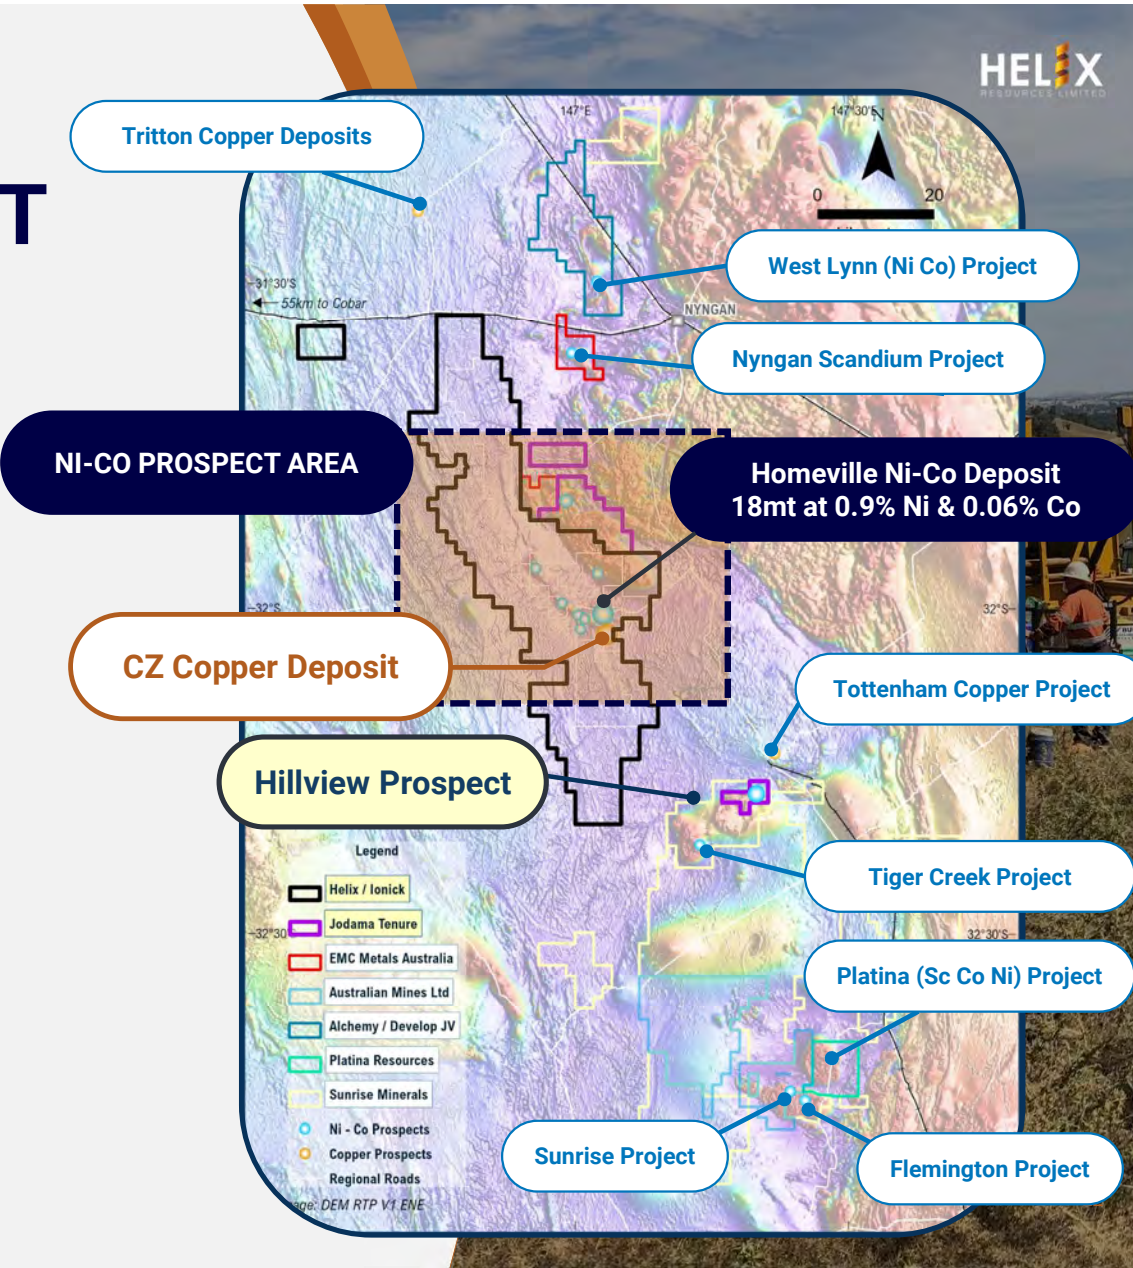 HELIX
RESOURCES LIMITED
T
147°E
147°30'E
N
Tritton Copper Deposits
0 20
West Lynn (Ni Co) Project
31°30'S
55km to Cobar
NYNGAN
Nyngan Scandium Project
NI-CO PROSPECT AREA
Homeville Ni-Co Deposit
18mt at 0.9% Ni & 0.06% Co
32°S
32°S
CZ Copper Deposit
Tottenham Copper Project
Hillview Prospect
Tiger Creek Project
32°30'
32°30'S
Platina (Sc Co Ni) Project
Legend
Helix / Ionick
Jodama Tenure
EMC Metals Australia
Australian Mines Ltd
Alchemy / Develop JV
Platina Resources
Sunrise Minerals
Ni - Co Prospects
Copper Prospects
Regional Roads
age: DEM RTP V1 ENE
Sunrise Project
Flemington Project